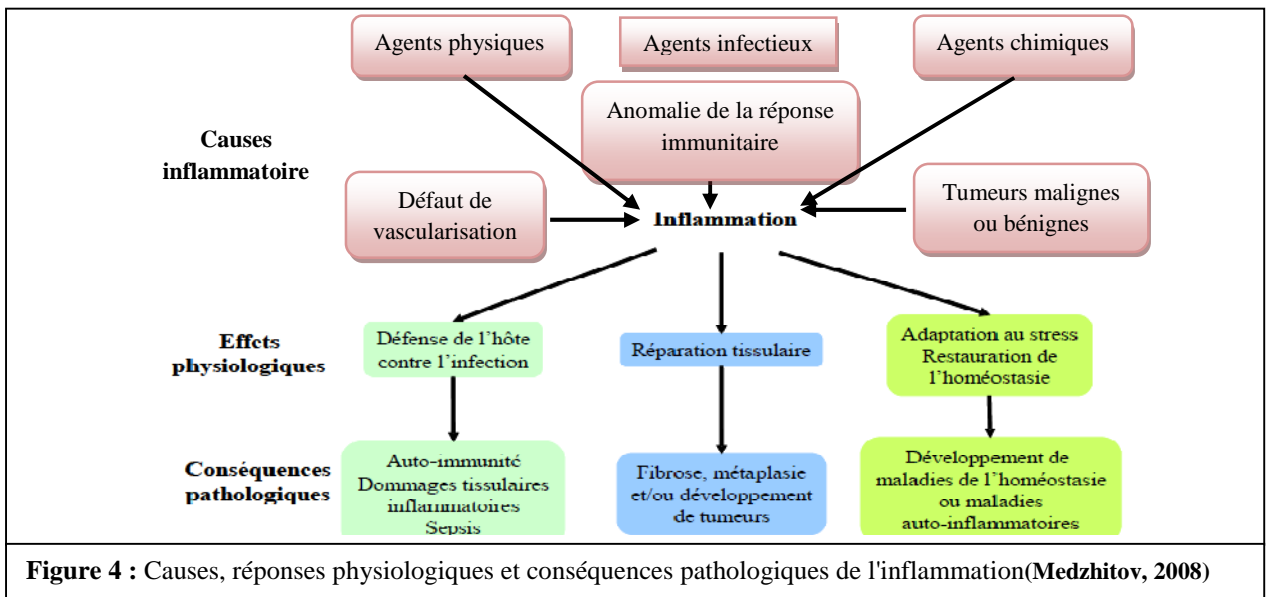 Agents physiques
Agents infectieux
Agents chimiques
Anomalie de la réponse
immunitaire
Causes
inflammatoire
Défaut de
vascularisation
Tumeurs malignes
ou bénignes
Inflammation
Effets
physiologiques
Défense de l'hôte
contre l'infection
Réparation tissulaire
Adaptation au stress
Restauration de
l'homéostasie
Conséquences
pathologiques
Auto-immunité
Dommages tissulaires
inflammatoires
Sepsis
Fibrose, métaplasie
et/ou développement
de tumeurs
Développement de
maladies de l'homéostasie
ou maladies
auto-inflammatoires
Figure 4 : Causes, réponses physiologiques et conséquences pathologiques de l'inflammation(Medzhitov, 2008)